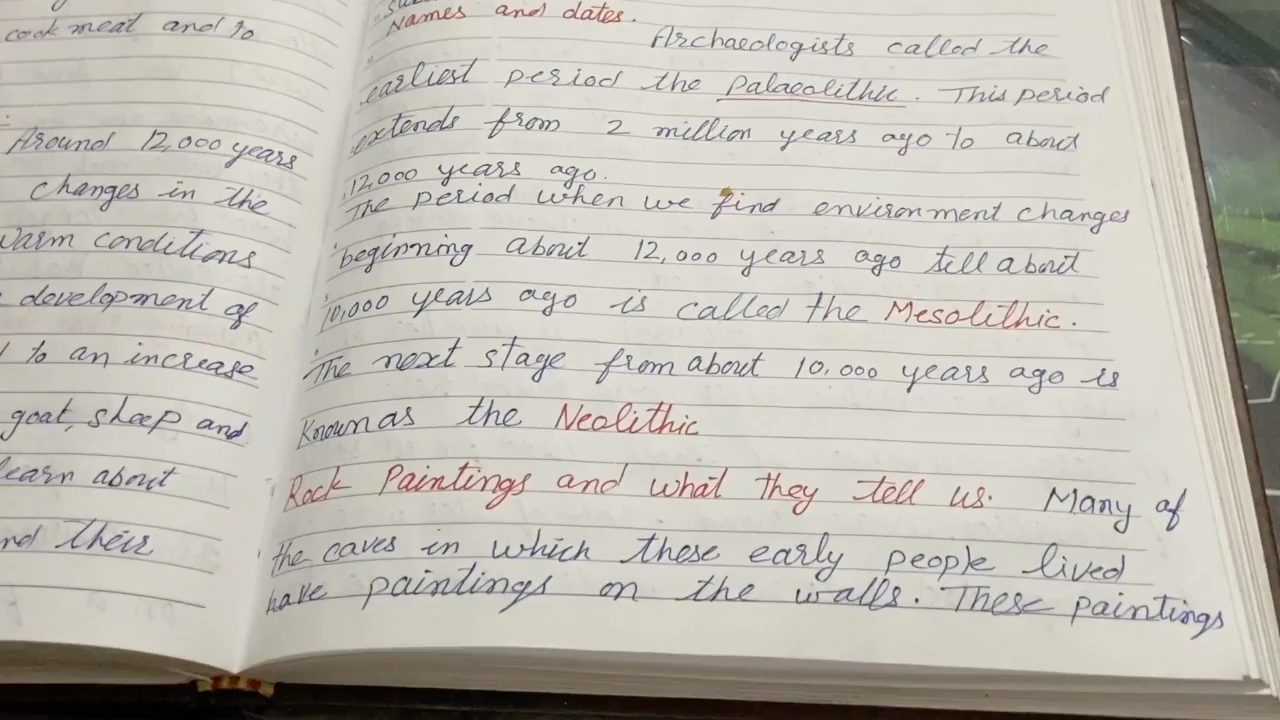 cook meat and to
Around 12,000 years
changes in the
Warm conditions
development of
to an increase
goat, sheep and
learn about
nd their
Names and dates.
Archaeologists called the
earliest period the Palaeolithic. This period
extends from 2 million years ago to about
12,000 years ago.
The period when we find environment changes
beginning about 12,000 years ago tell about
10,000 years ago is called the Mesolithic.
The next stage from about 10,000 years ago is
Known as the Neolithic
Rock Paintings and what they tell us. Many of
the caves in which these early people lived
have paintings on the walls. These paintings